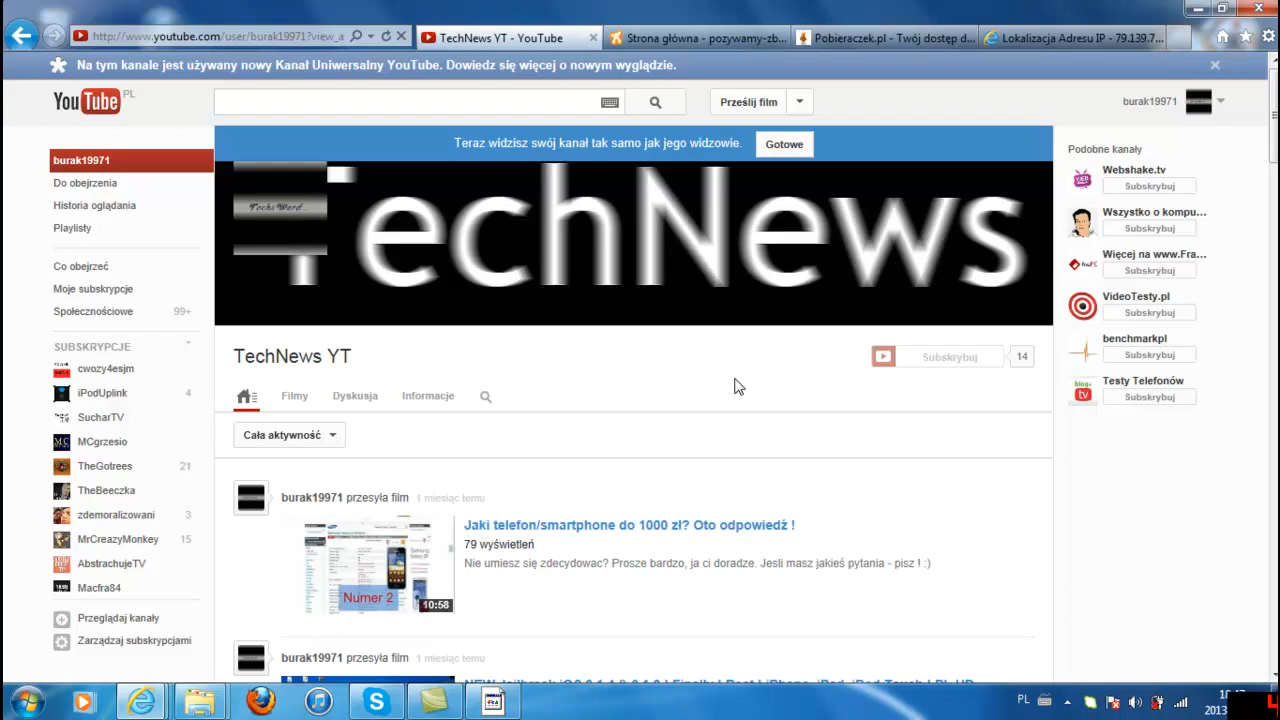 http://www.youtube.com/user/burak19971?view_a
TechNews YT - YouTube
Strona główna - pozywamy-zb...
Pobieraczek.pl - Twój dostęp d...
Lokalizacja Adresu IP - 79.139.7...
Na tym kanale jest używany nowy Kanał Uniwersalny YouTube. Dowiedz się więcej o nowym wyglądzie.
YouTube PL
Prześlij film
burak19971
burak19971
Do obejrzenia
Historia oglądania
Playlisty
Co obejrzeć
Moje subskrypcje
Społecznościowe 99+
SUBSKRYPCJE
cwozy4esjm
iPodUplink 4
SucharTV
MCgrzesio
TheGotrees 21
TheBeeczka
zdemoralizowani 3
MrCreazyMonkey 15
AbstrachujeTV
Macfra84
Przeglądaj kanały
Zarządzaj subskrypcjami
Teraz widzisz swój kanał tak samo jak jego widzowie.
Gotowe
TechNews
TechNews YT
Subskrybuj 14
Filmy
Dyskusja
Informacje
Cała aktywność
burak19971 przesyła film 1 miesiąc temu
Jaki telefon/smartphone do 1000 zł? Oto odpowiedź !
79 wyświetleń
Nie umiesz się zdecydowac? Prosze bardzo, ja ci doradze. Jesli masz jakieś pytania - pisz ! :)
Numer 2
10:58
burak19971 przesyła film 1 miesiąc temu
Podobne kanały
Webshake.tv
Subskrybuj
Wszystko o kompu...
Subskrybuj
Więcej na www.Fra...
Subskrybuj
VideoTesty.pl
Subskrybuj
benchmarkpl
Subskrybuj
Testy Telefonów
Subskrybuj
PL